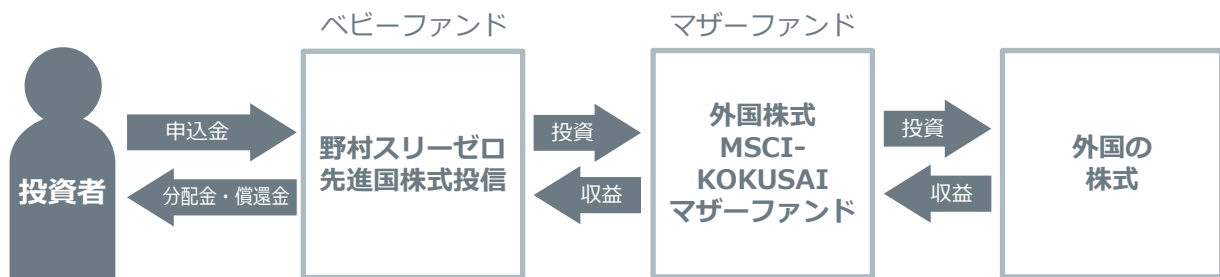 ベビーファンド
マザーファンド
投資者
申込金
分配金・償還金
野村スリーゼロ
先進国株式投信
投資
収益
外国株式
MSCI-
KOKUSAI
マザーファンド
投資
収益
外国の
株式